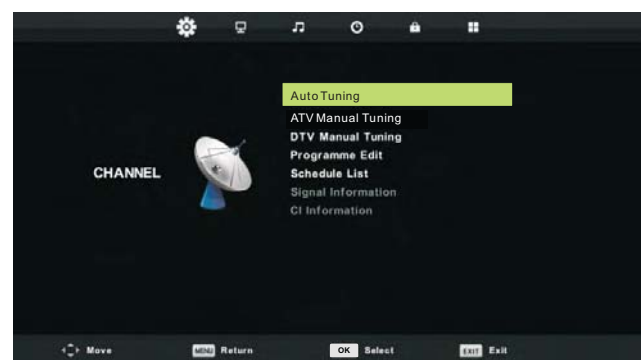 Auto Tuning
ATV Manual Tuning
DTV Manual Tuning
Programme Edit
CHANNEL
Schedule List
Signal Information
CI Information
Move
MENU Return
OK Select
EXIT Exit